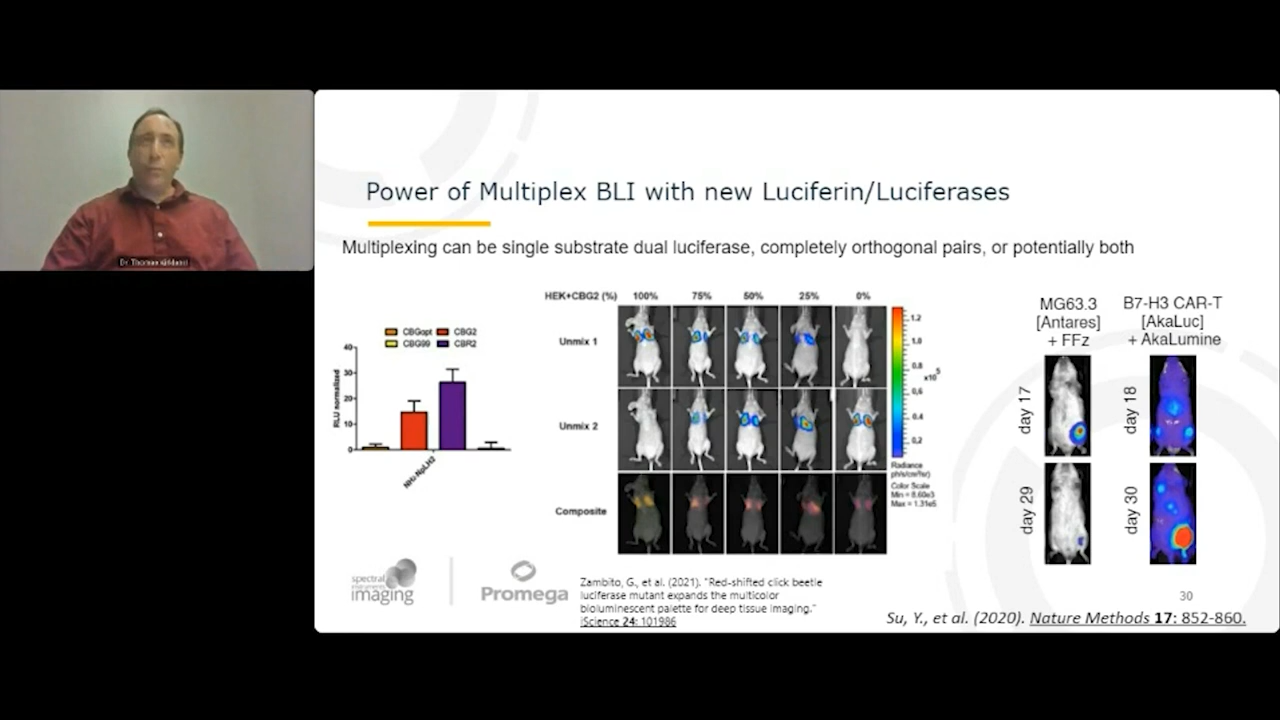 Power of Multiplex BLI with new Luciferin/Luciferases
Multiplexing can be single substrate dual luciferase, completely orthogonal pairs, or potentially both
CBGopt CBG2
CBG99 CBR2
40
30
20
10
0
RLU normalized
NH2-NpLH2
HEK+CBG2 (%) 100% 75% 50% 25% 0%
Unmix 1
Unmix 2
Composite
1.2
1.0
0.8
x10^5
0.6
0.4
0.2
Radiance
Color Scale
Min = 8.60e3
Max = 1.31e5
MG63.3
[Antares]
+ FFz
B7-H3 CAR-T
[AkaLuc]
+ AkaLumine
day 17
day 18
day 29
day 30
spectral
instruments
imaging
Promega
Zambito, G., et al. (2021). "Red-shifted click beetle
luciferase mutant expands the multicolor
bioluminescent palette for deep tissue imaging."
iScience 24: 101986
30
Su, Y., et al. (2020). Nature Methods 17: 852-860.
Dr. Thomas